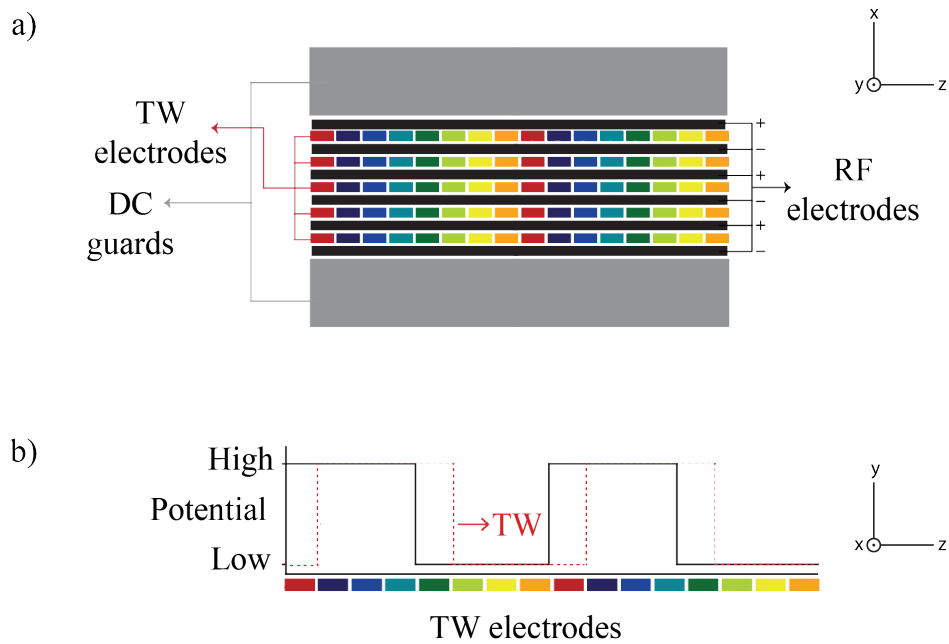 a)
x
y
z
TW
electrodes
DC
guards
+
−
+
−
+
−
RF
electrodes
b)
High
Potential
Low
TW
y
x
z
TW electrodes